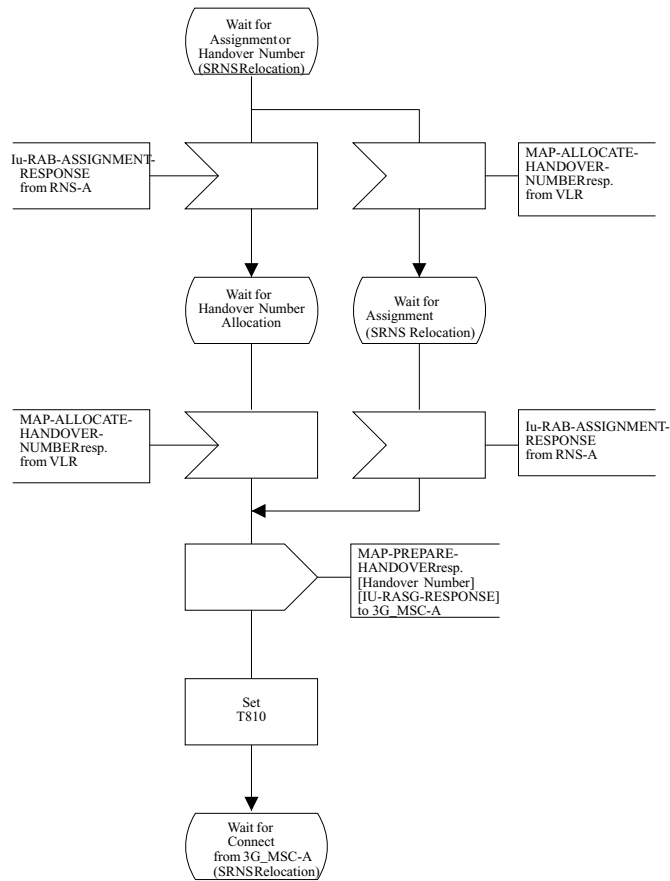 Wait for
Assignment or
Handover Number
(SRNS Relocation)
Iu-RAB-ASSIGNMENT-
RESPONSE
from RNS-A
MAP-ALLOCATE-
HANDOVER-
NUMBER resp.
from VLR
Wait for
Handover Number
Allocation
Wait for
Assignment
(SRNS Relocation)
MAP-ALLOCATE-
HANDOVER-
NUMBER resp.
from VLR
Iu-RAB-ASSIGNMENT-
RESPONSE
from RNS-A
MAP-PREPARE-
HANDOVER resp.
[Handover Number]
[IU-RASG-RESPONSE]
to 3G_MSC-A
Set
T810
Wait for
Connect
from 3G_MSC-A
(SRNS Relocation)